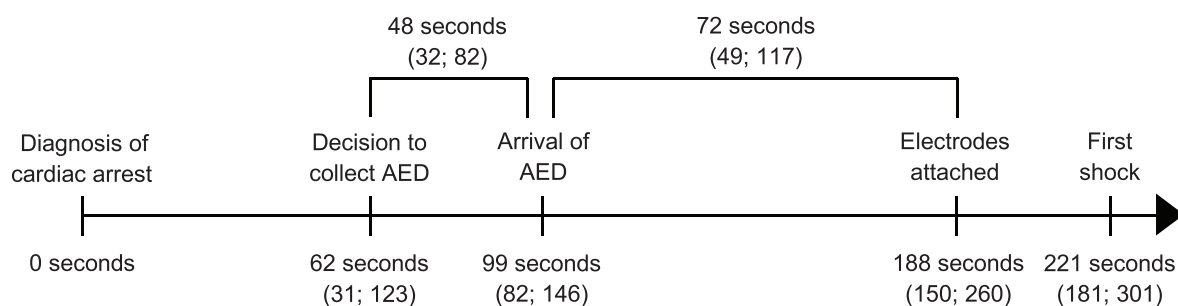 48 seconds
(32; 82)
72 seconds
(49; 117)
Diagnosis of
cardiac arrest
Decision to
collect AED
Arrival of
AED
Electrodes
attached
First
shock
0 seconds
62 seconds
(31; 123)
99 seconds
(82; 146)
188 seconds
(150; 260)
221 seconds
(181; 301)